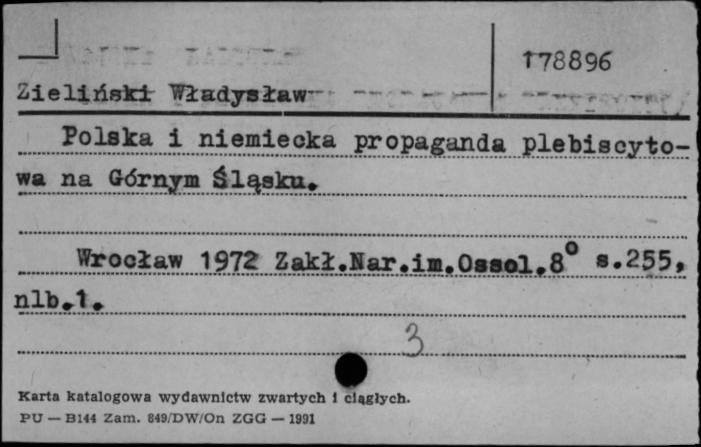 178896
Zieliński Władysław
Polska i niemiecka propaganda plebiscyto-
wa na Górnym Śląsku.
Wrocław 1972 Zakł.Nar.im.Ossol.8° s.255,
nlb.1.
3
Karta katalogowa wydawnictw zwartych i ciągłych.
PU — B144 Zam. 849/DW/On ZGG — 1991